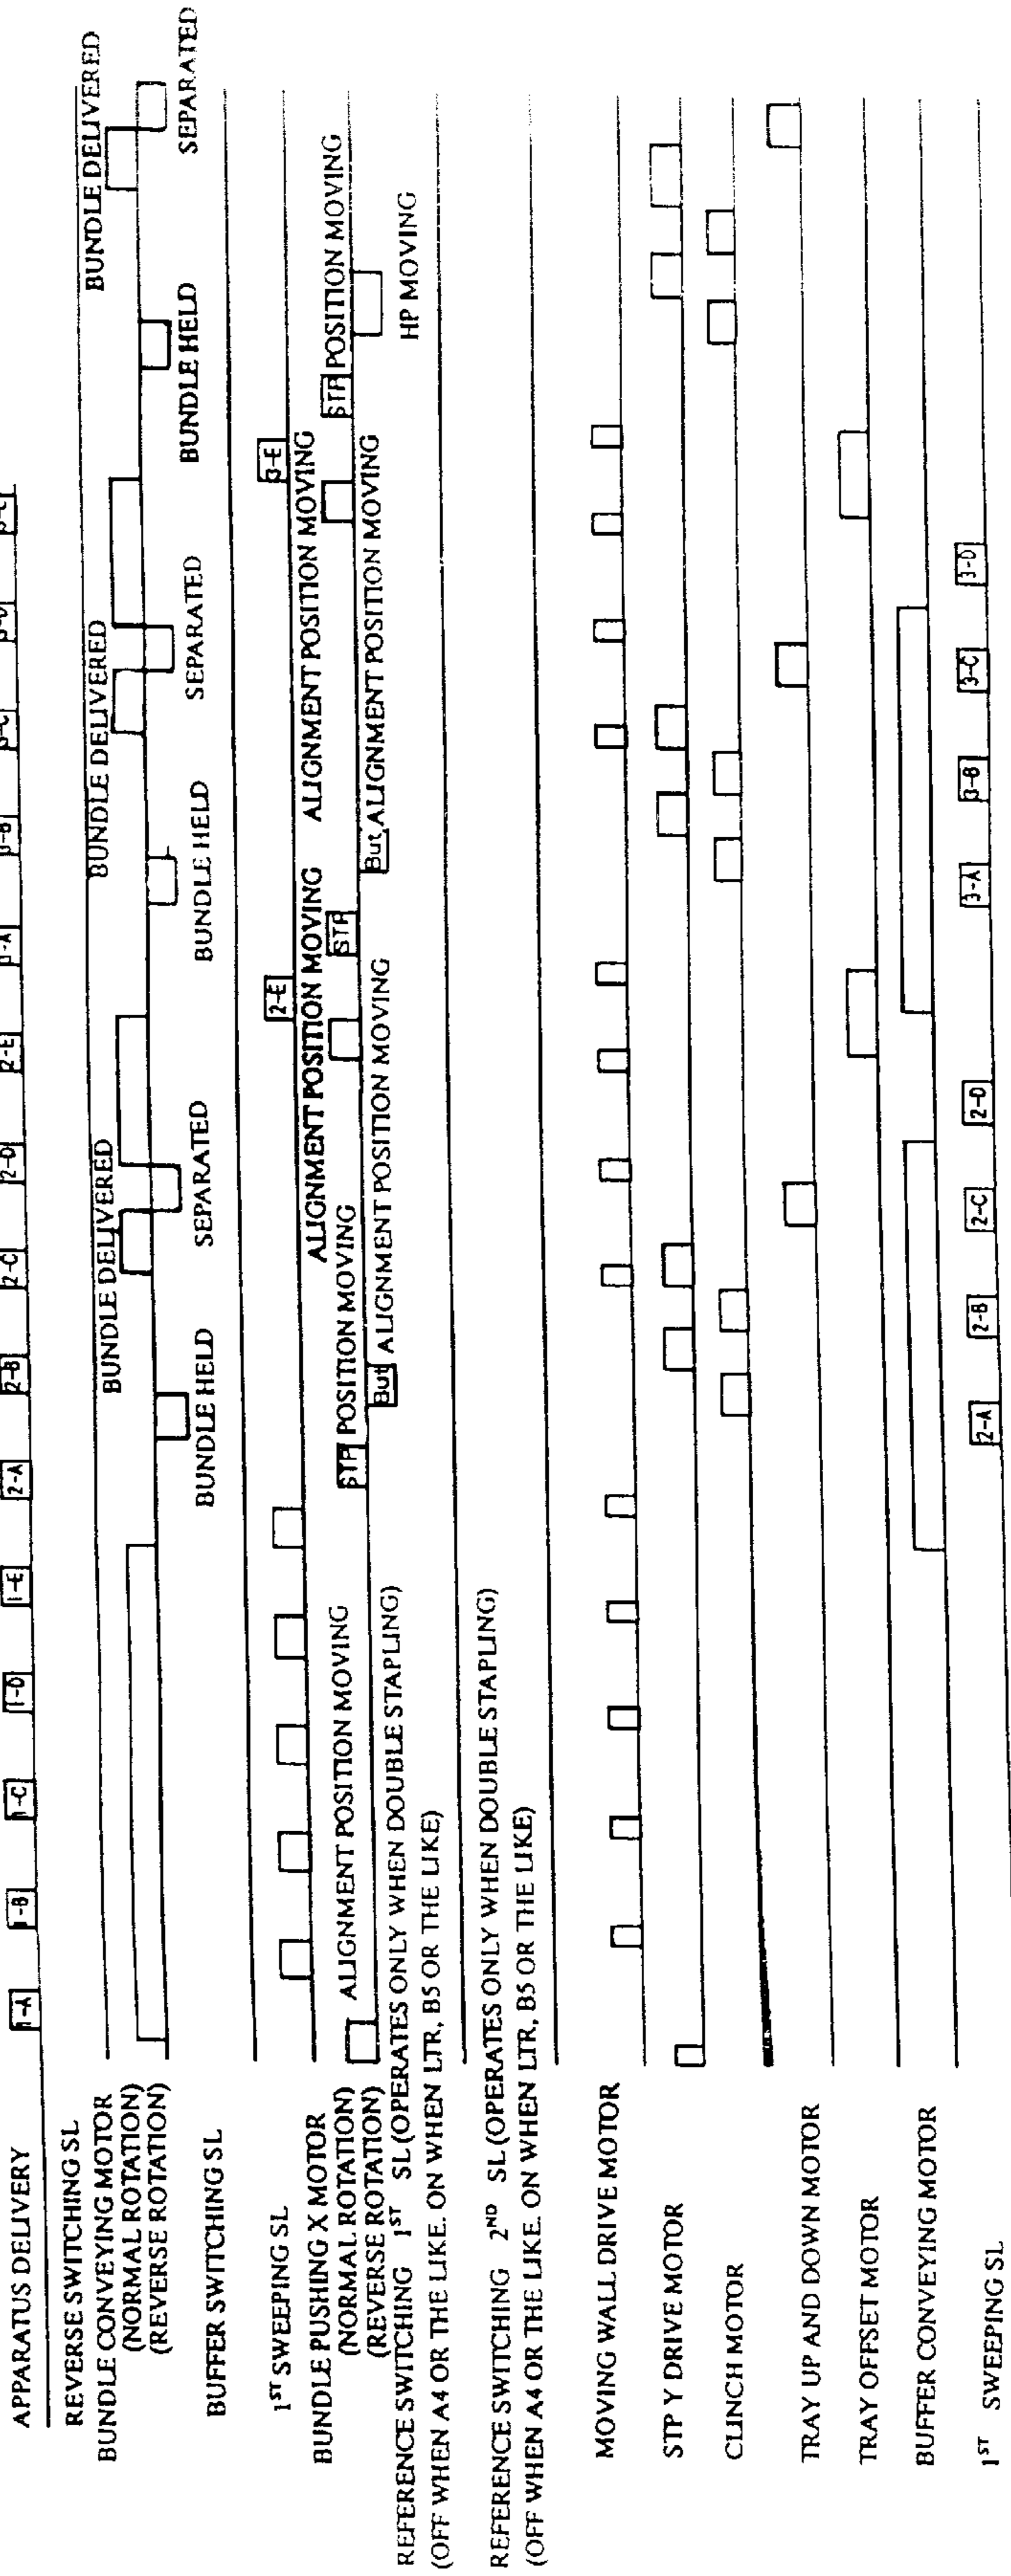 APPARATUS DELIVERY
1-A 1-B 1-C 1-D 1-E 2-A 2-B 2-C 2-D 2-E 3-A 3-B 3-C 3-D 3-E
REVERSE SWITCHING SL
BUNDLE CONVEYING MOTOR
(NORMAL ROTATION)
(REVERSE ROTATION)
BUNDLE DELIVERED BUNDLE DELIVERED BUNDLE DELIVERED
BUNDLE HELD SEPARATED BUNDLE HELD SEPARATED BUNDLE HELD SEPARATED
BUFFER SWITCHING SL
1ST SWEEPING SL
2-E 3-E
BUNDLE PUSHING X MOTOR
(NORMAL ROTATION)
(REVERSE ROTATION)
ALIGNMENT POSITION MOVING ALIGNMENT POSITION MOVING
ALIGNMENT POSITION MOVING STP POSITION MOVING STP STP POSITION MOVING
But ALIGNMENT POSITION MOVING But ALIGNMENT POSITION MOVING
HP MOVING
REFERENCE SWITCHING 1ST SL (OPERATES ONLY WHEN DOUBLE STAPLING)
(OFF WHEN A4 OR THE LIKE. ON WHEN LTR, B5 OR THE LIKE)
REFERENCE SWITCHING 2ND SL (OPERATES ONLY WHEN DOUBLE STAPLING)
(OFF WHEN A4 OR THE LIKE. ON WHEN LTR, B5 OR THE LIKE)
MOVING WALL DRIVE MOTOR
STP Y DRIVE MOTOR
CLINCH MOTOR
TRAY UP AND DOWN MOTOR
TRAY OFFSET MOTOR
BUFFER CONVEYING MOTOR
1ST SWEEPING SL
2-A 2-B 2-C 2-D 3-A 3-B 3-C 3-D